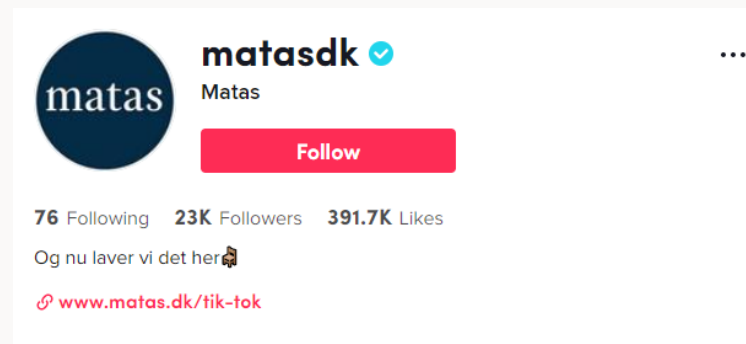 matas
matasdk
Matas
Follow
76 Following 23K Followers 391.7K Likes
Og nu laver vi det her
www.matas.dk/tik-tok